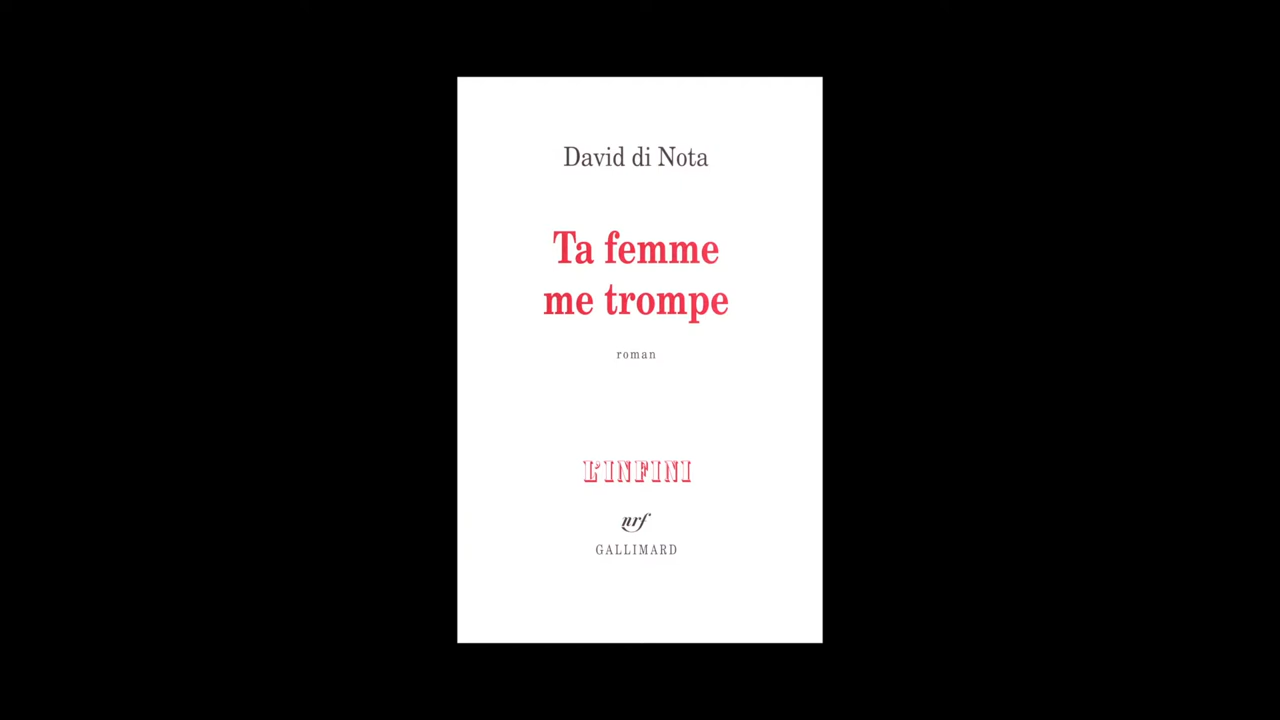 David di Nota
Ta femme
me trompe
roman
L'INFINI
nrf
GALLIMARD